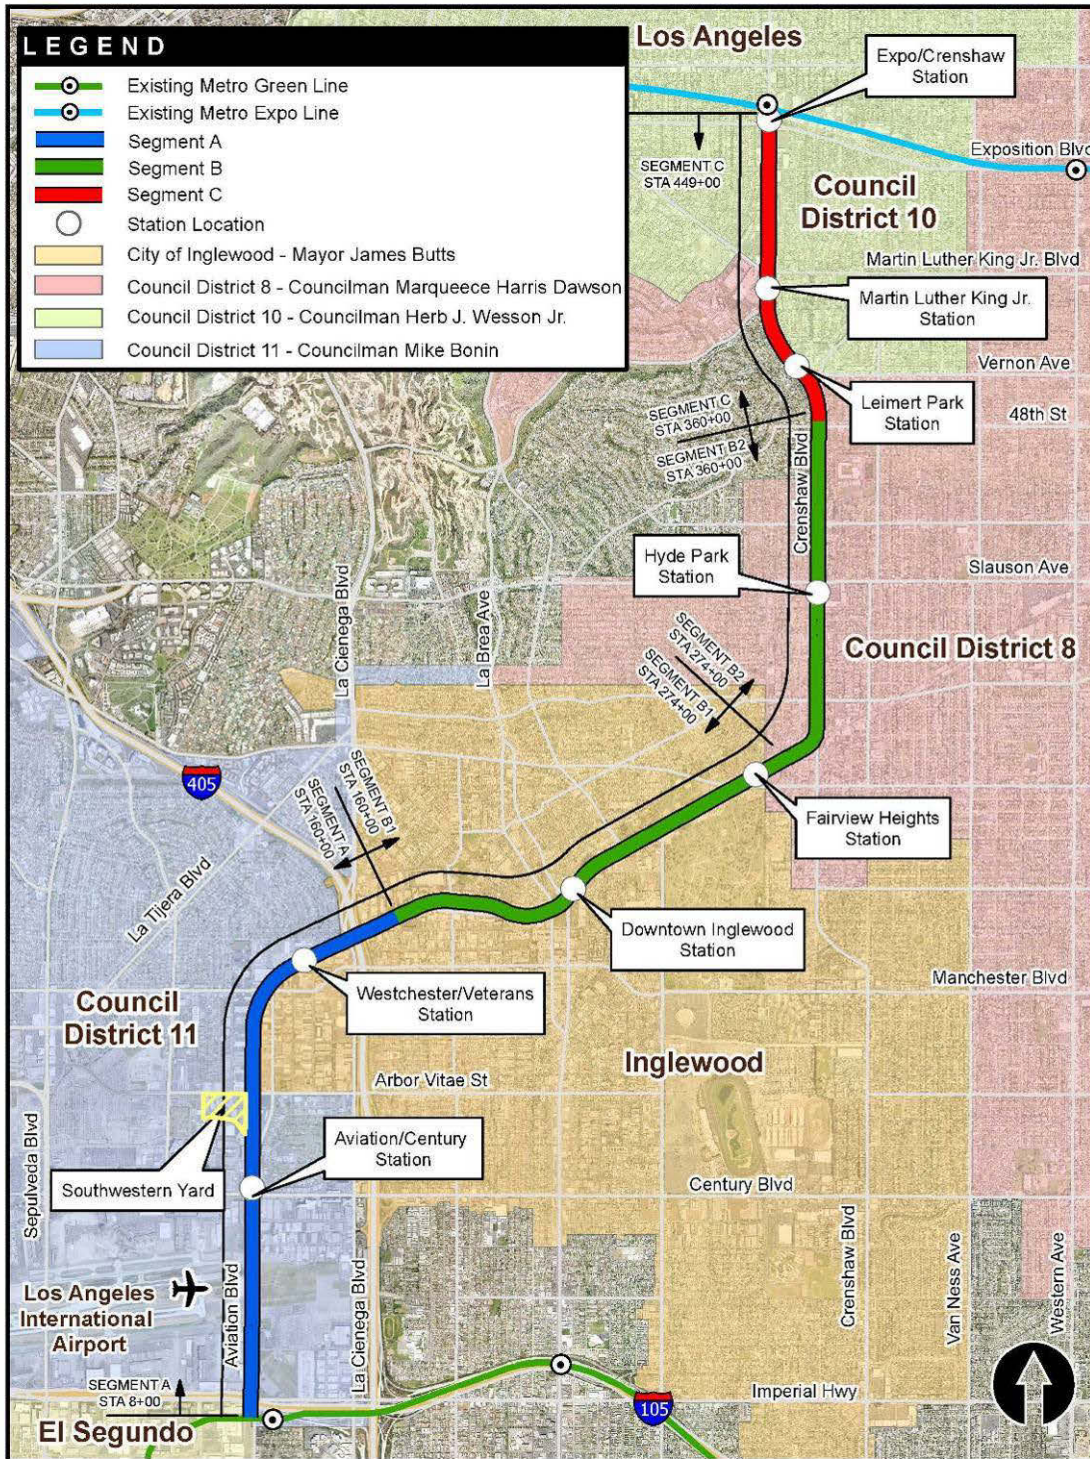 LEGEND
Existing Metro Green Line
Existing Metro Expo Line
Segment A
Segment B
Segment C
Station Location
City of Inglewood - Mayor James Butts
Council District 8 - Councilman Marqueece Harris Dawson
Council District 10 - Councilman Herb J. Wesson Jr.
Council District 11 - Councilman Mike Bonin
Los Angeles
Expo/Crenshaw
Station
Exposition Blvd
SEGMENT C
STA 449+00
Council
District 10
Martin Luther King Jr. Blvd
Martin Luther King Jr.
Station
Vernon Ave
Leimert Park
Station
48th St
SEGMENT C
STA 360+00
SEGMENT B2
STA 360+00
Crenshaw Blvd
Hyde Park
Station
Slauson Ave
La Cienega Blvd
La Brea Ave
Council District 8
SEGMENT B2
STA 274+00
SEGMENT B1
STA 274+00
405
SEGMENT B1
STA 160+00
SEGMENT A
STA 160+00
Fairview Heights
Station
La Tijera Blvd
Downtown Inglewood
Station
Manchester Blvd
Westchester/Veterans
Station
Council
District 11
Inglewood
Arbor Vitae St
Aviation/Century
Station
Southwestern Yard
Century Blvd
Sepulveda Blvd
Los Angeles
International
Airport
Aviation Blvd
La Cienega Blvd
Crenshaw Blvd
Van Ness Ave
Western Ave
SEGMENT A
STA 8+00
Imperial Hwy
105
El Segundo